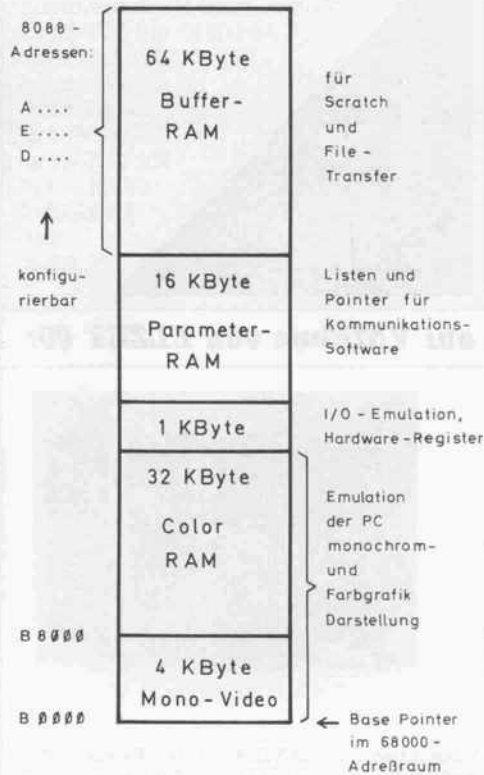 8088 -
Adressen:
A ....
E ....
D ....
↑
konfigu-
rierbar
64 KByte
Buffer-
RAM
für
Scratch
und
File -
Transfer
16 KByte
Parameter-
RAM
Listen und
Pointer für
Kommunikations-
Software
1 KByte
I/O - Emulation,
Hardware-Register
32 KByte
Color
RAM
Emulation
der PC
monochrom-
und
Farbgrafik
Darstellung
B8000
4 KByte
Mono-Video
B0000
← Base Pointer
im 68000-
Adreßraum